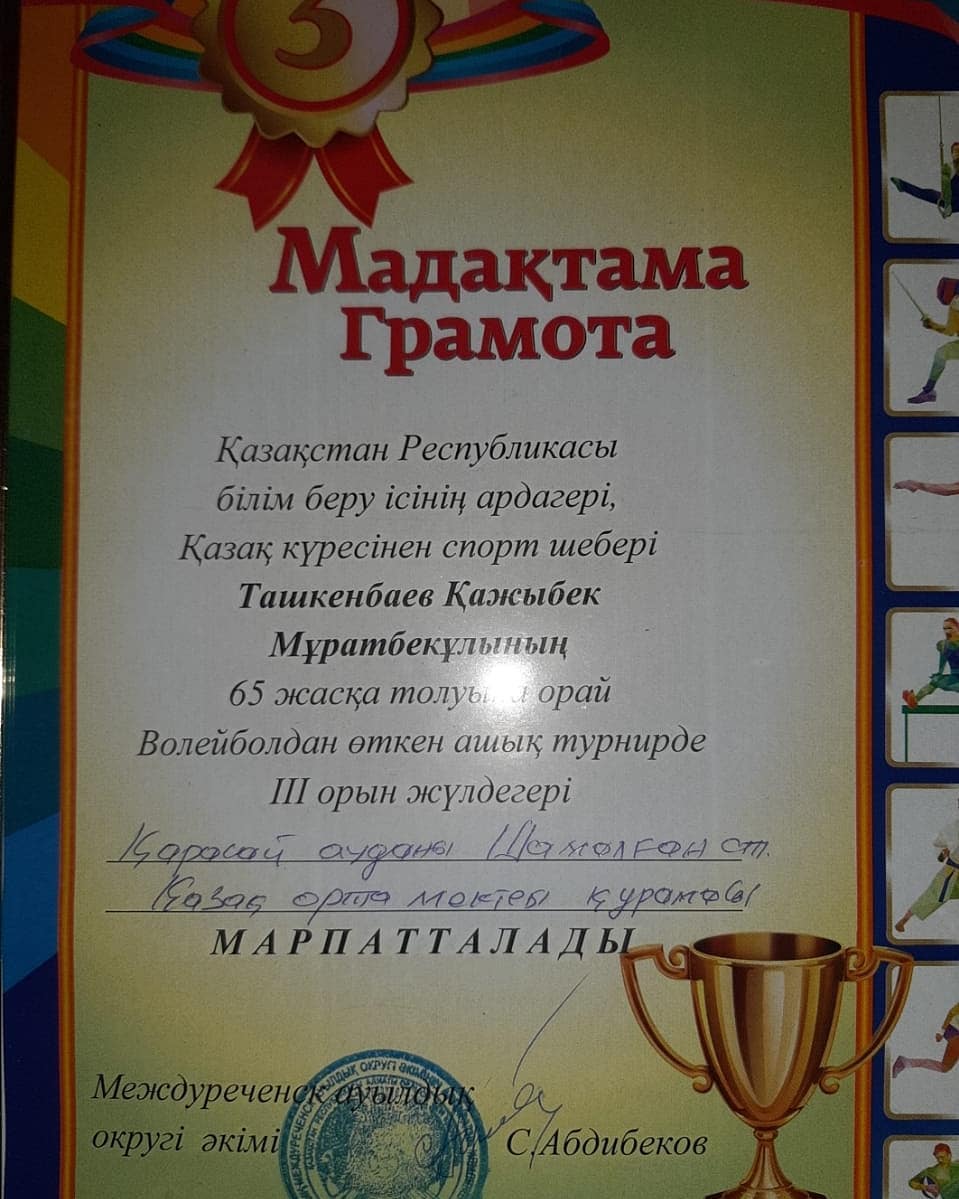 3
Мадақтама
Грамота
Қазақстан Республикасы
білім беру ісінің ардагері,
Қазақ күресінен спорт шебері
Ташкенбаев Қажыбек
Мұратбекұлының
65 жасқа толуына орай
Волейболдан өткен ашық турнирде
III орын жүлдегері
Қарасай ауданы Шамалған ст.
Қазақ орта мектебі құрамасы
МАРПАТТАЛАДЫ
Междуреченск ауылдық
округі әкімі С.Абдибеков